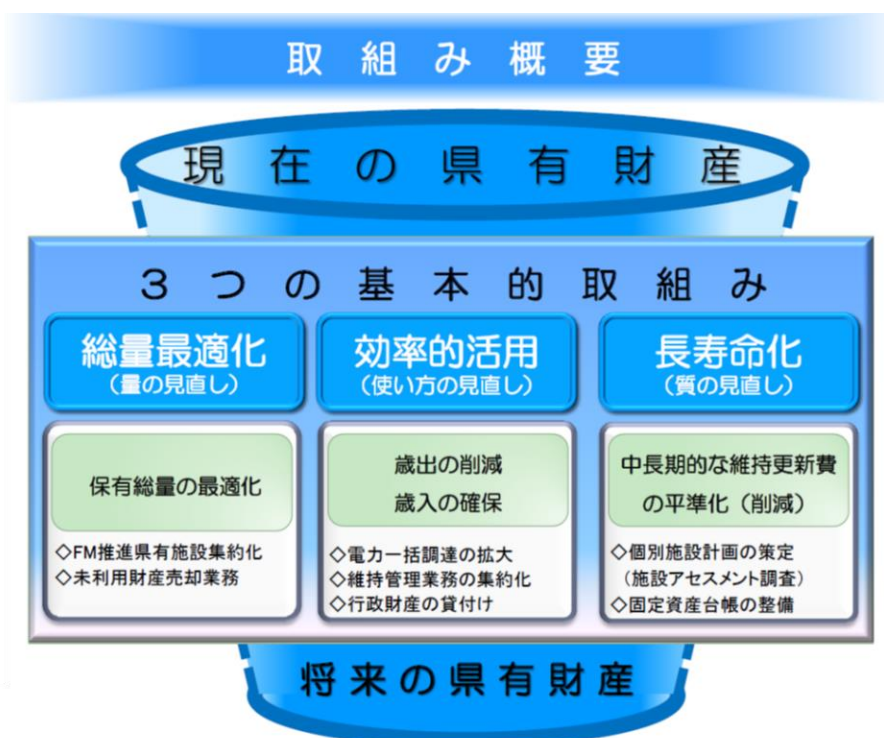 取組み概要
現在の県有財産
３つの基本的取組み
総量最適化
（量の見直し）
保有総量の最適化
◇FM推進県有施設集約化
◇未利用財産売却業務
効率的活用
（使い方の見直し）
歳出の削減
歳入の確保
◇電力一括調達の拡大
◇維持管理業務の集約化
◇行政財産の貸付け
長寿命化
（質の見直し）
中長期的な維持更新費
の平準化（削減）
◇個別施設計画の策定
（施設アセスメント調査）
◇固定資産台帳の整備
将来の県有財産